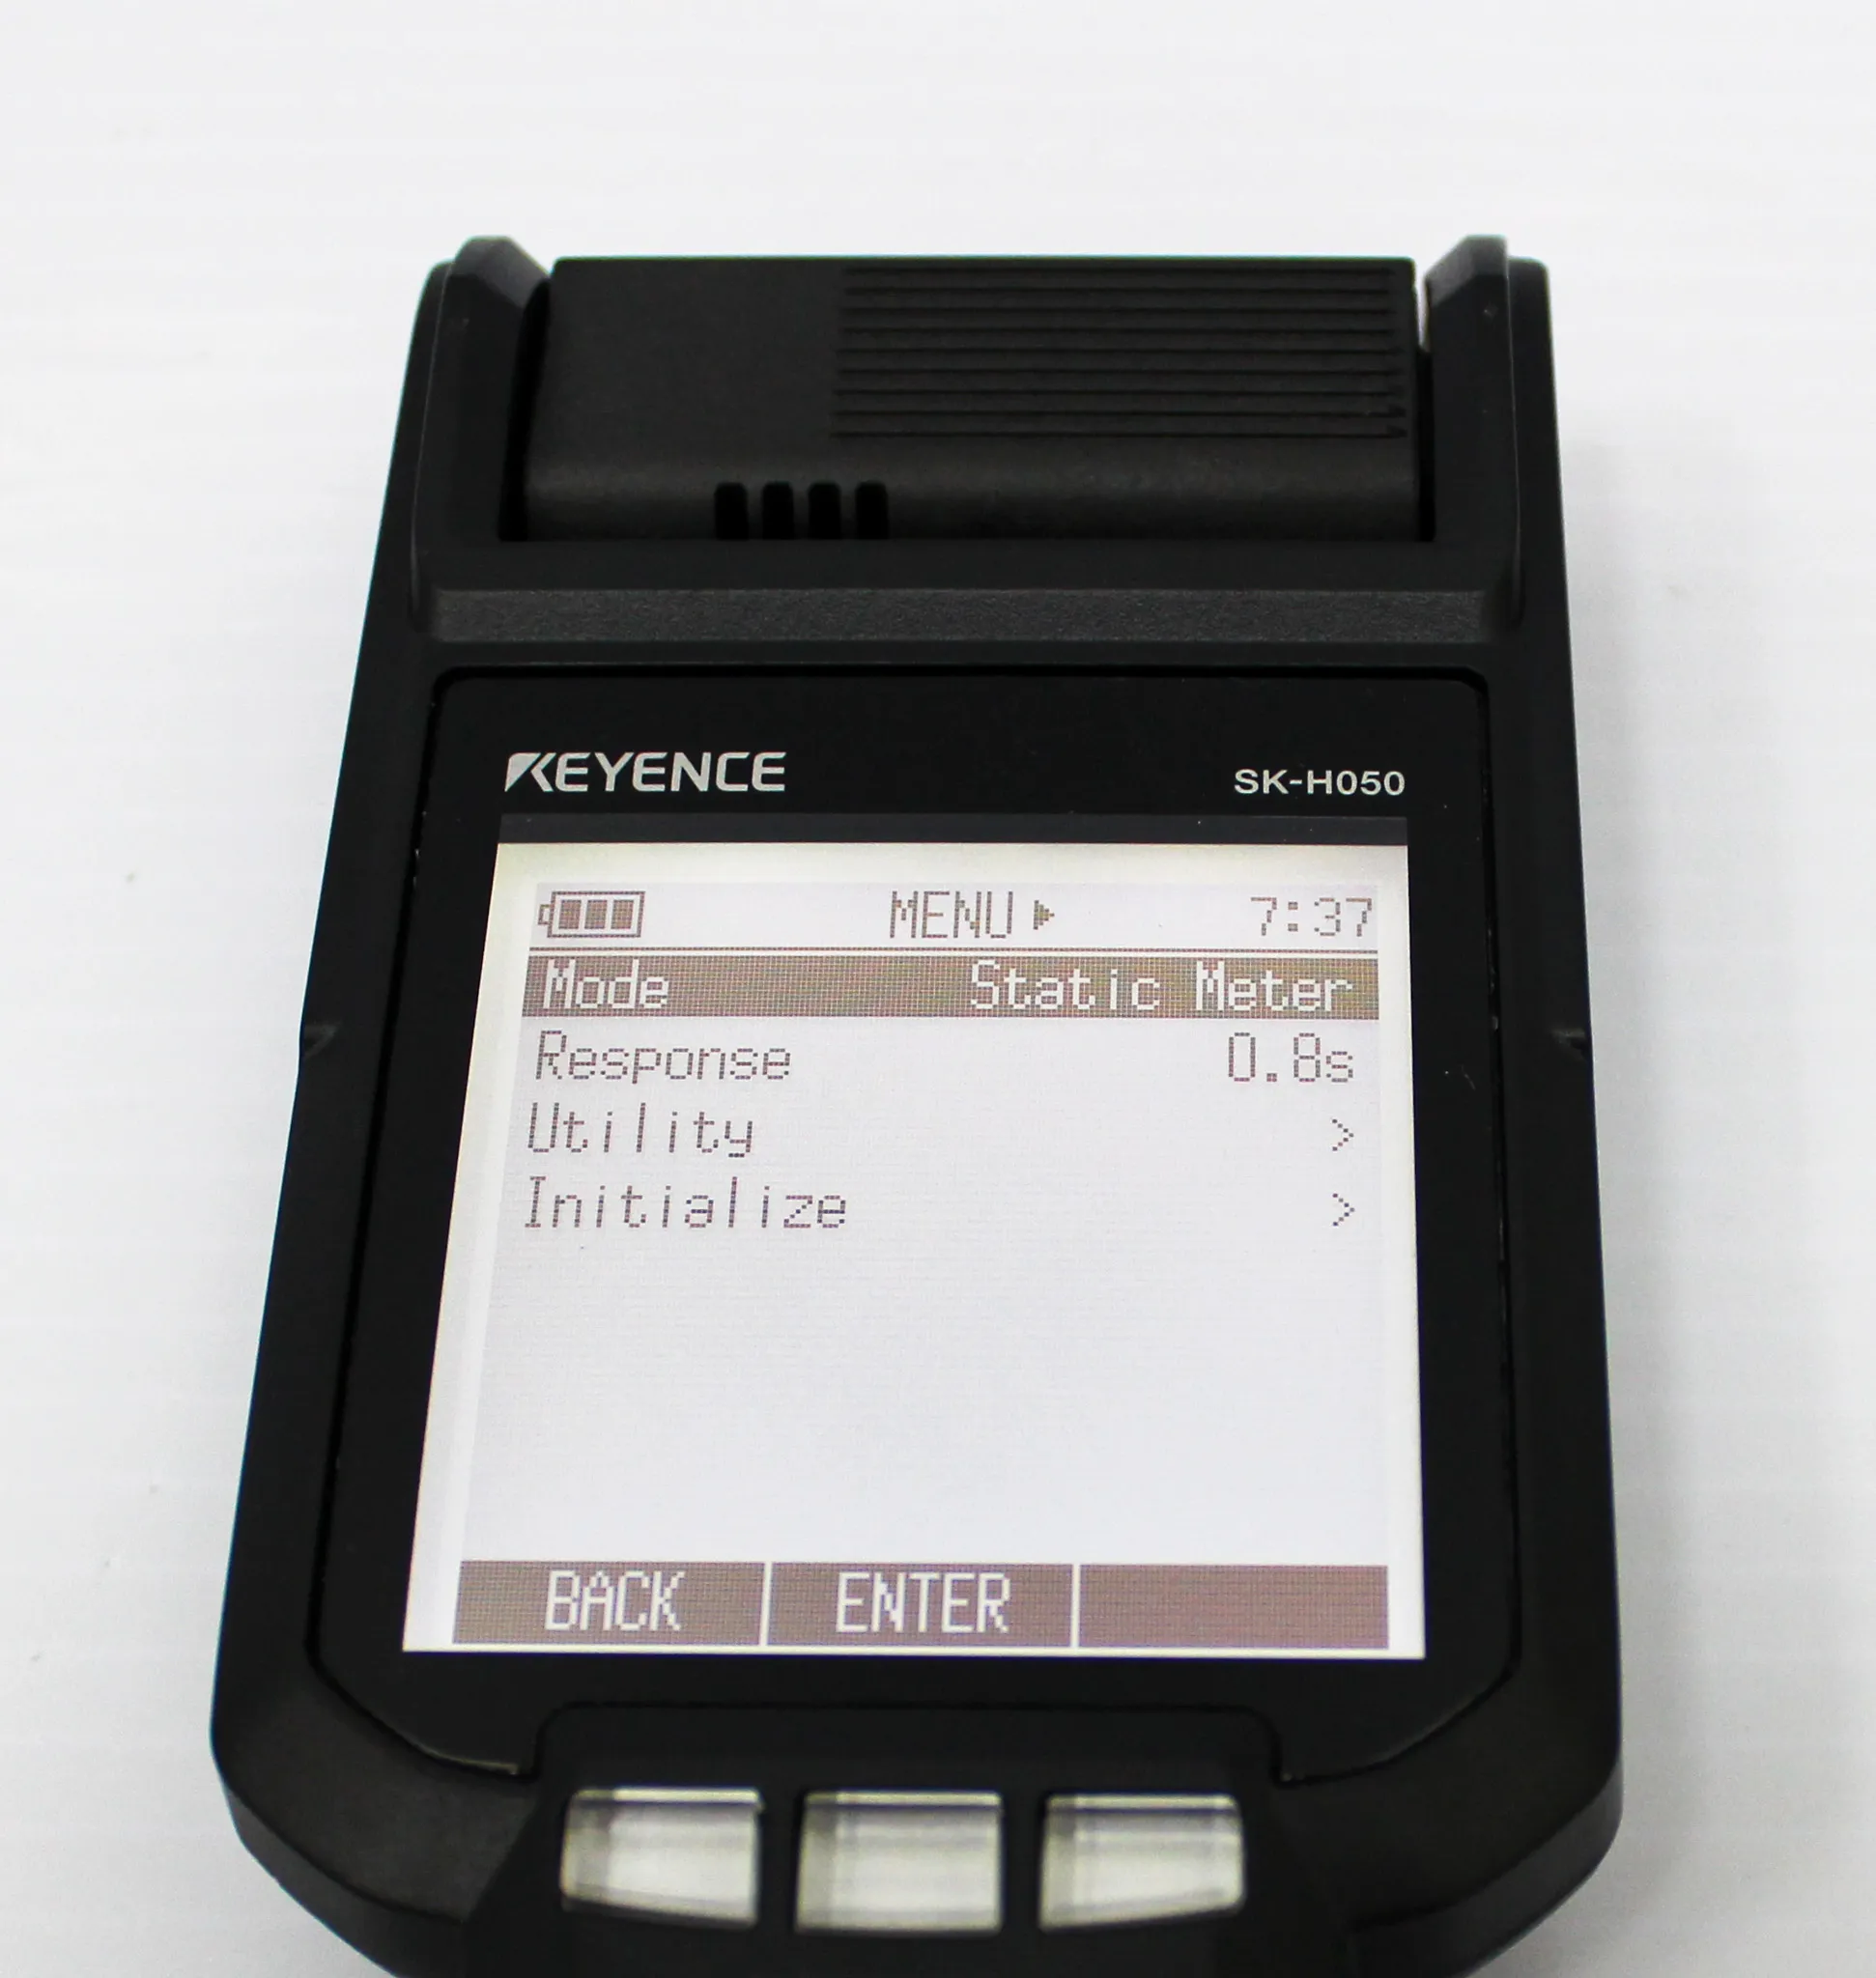 KEYENCE SK-H050
MENU 7:37
Mode Static Meter
Response 0.8s
Utility >
Initialize >
BACK ENTER